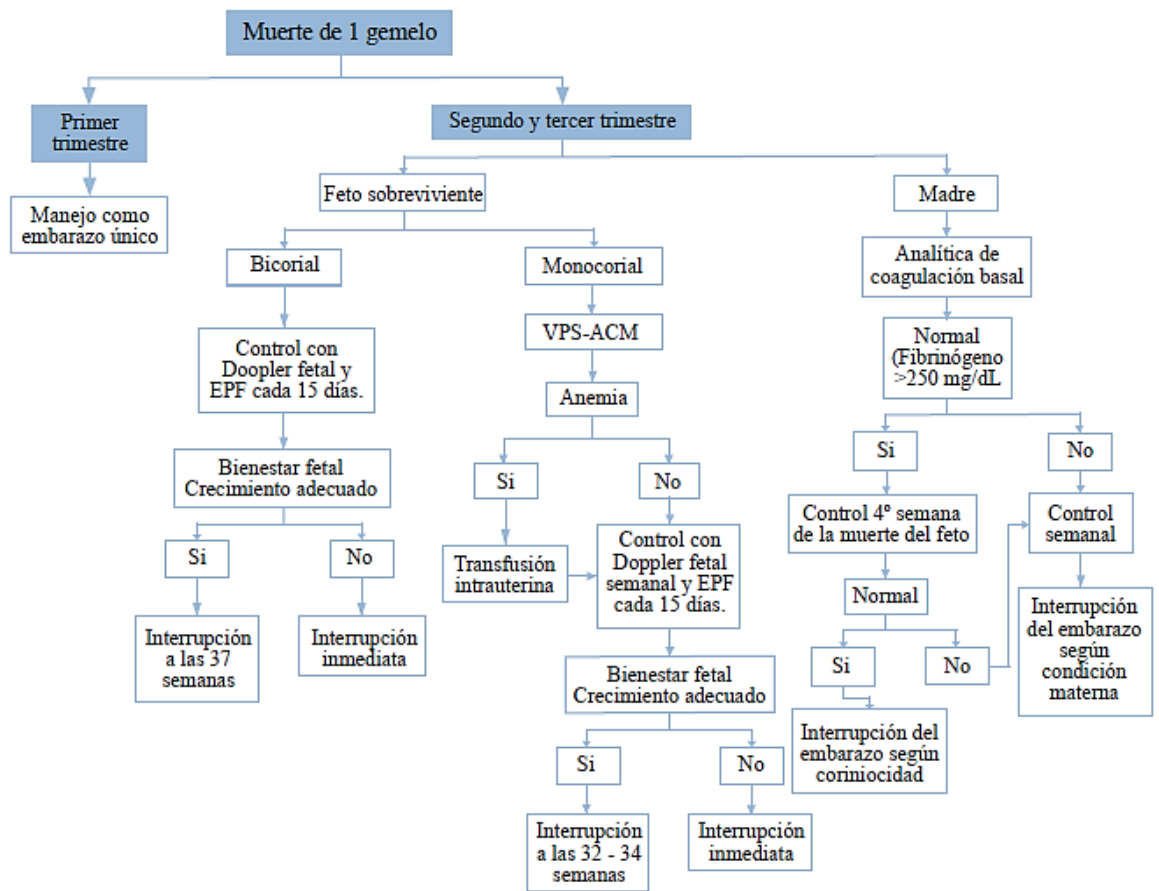 Muerte de 1 gemelo
Primer
trimestre
Segundo y tercer trimestre
Manejo como
embarazo único
Feto sobreviviente
Madre
Bicorial
Monocorial
Analítica de
coagulación basal
VPS-ACM
Normal
(Fibrinógeno
>250 mg/dL
Control con
Doopler fetal y
EPF cada 15 días.
Anemia
Si
No
Bienestar fetal
Crecimiento adecuado
Si
No
Control 4º semana
de la muerte del feto
Control
semanal
Si
No
Transfusión
intrauterina
Control con
Doppler fetal
semanal y EPF
cada 15 días.
Normal
Interrupción
a las 37
semanas
Interrupción
inmediata
Si
No
Interrupción
del embarazo
según
condición
materna
Bienestar fetal
Crecimiento adecuado
Interrupción del
embarazo según
coriniocidad
Si
No
Interrupción
a las 32 - 34
semanas
Interrupción
inmediata